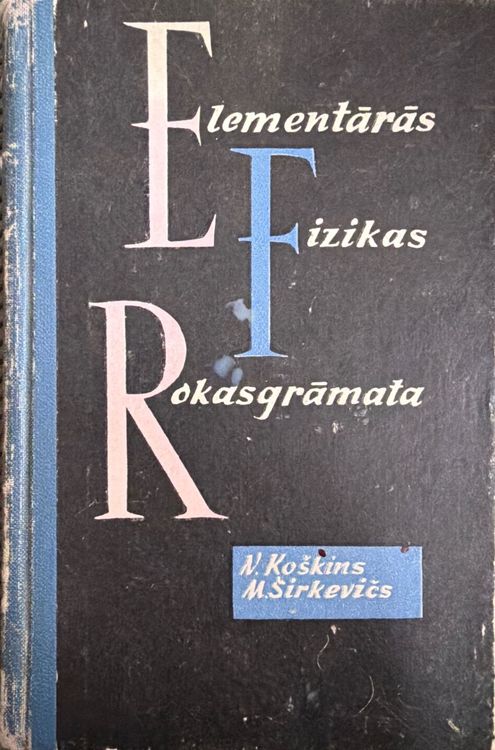 Elementārās
Fizikas
Rokasgrāmata
N. Koškins
M. Širkevičs